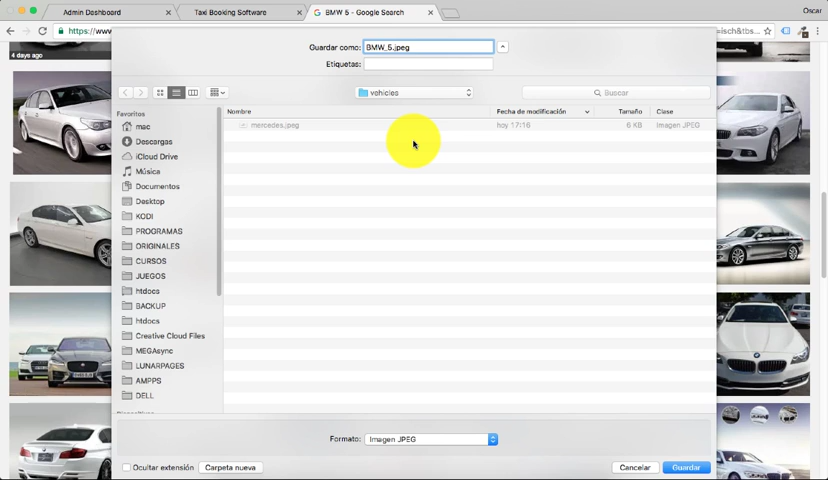 Admin Dashboard
Taxi Booking Software
BMW 5 - Google Search
Oscar
https://www
=isch&tbs...
4 days ago
Guardar como: BMW_5.jpeg
Etiquetas:
vehicles
Buscar
Favoritos
Nombre
Fecha de modificación
Tamaño
Clase
mac
mercedes.jpeg
hoy 17:16
6 KB
Imagen JPEG
Descargas
iCloud Drive
Música
Documentos
Desktop
KODI
PROGRAMAS
ORIGINALES
CURSOS
JUEGOS
htdocs
BACKUP
htdocs
Creative Cloud Files
MEGAsync
LUNARPAGES
AMPPS
DELL
Formato: Imagen JPEG
Ocultar extensión
Carpeta nueva
Cancelar
Guardar